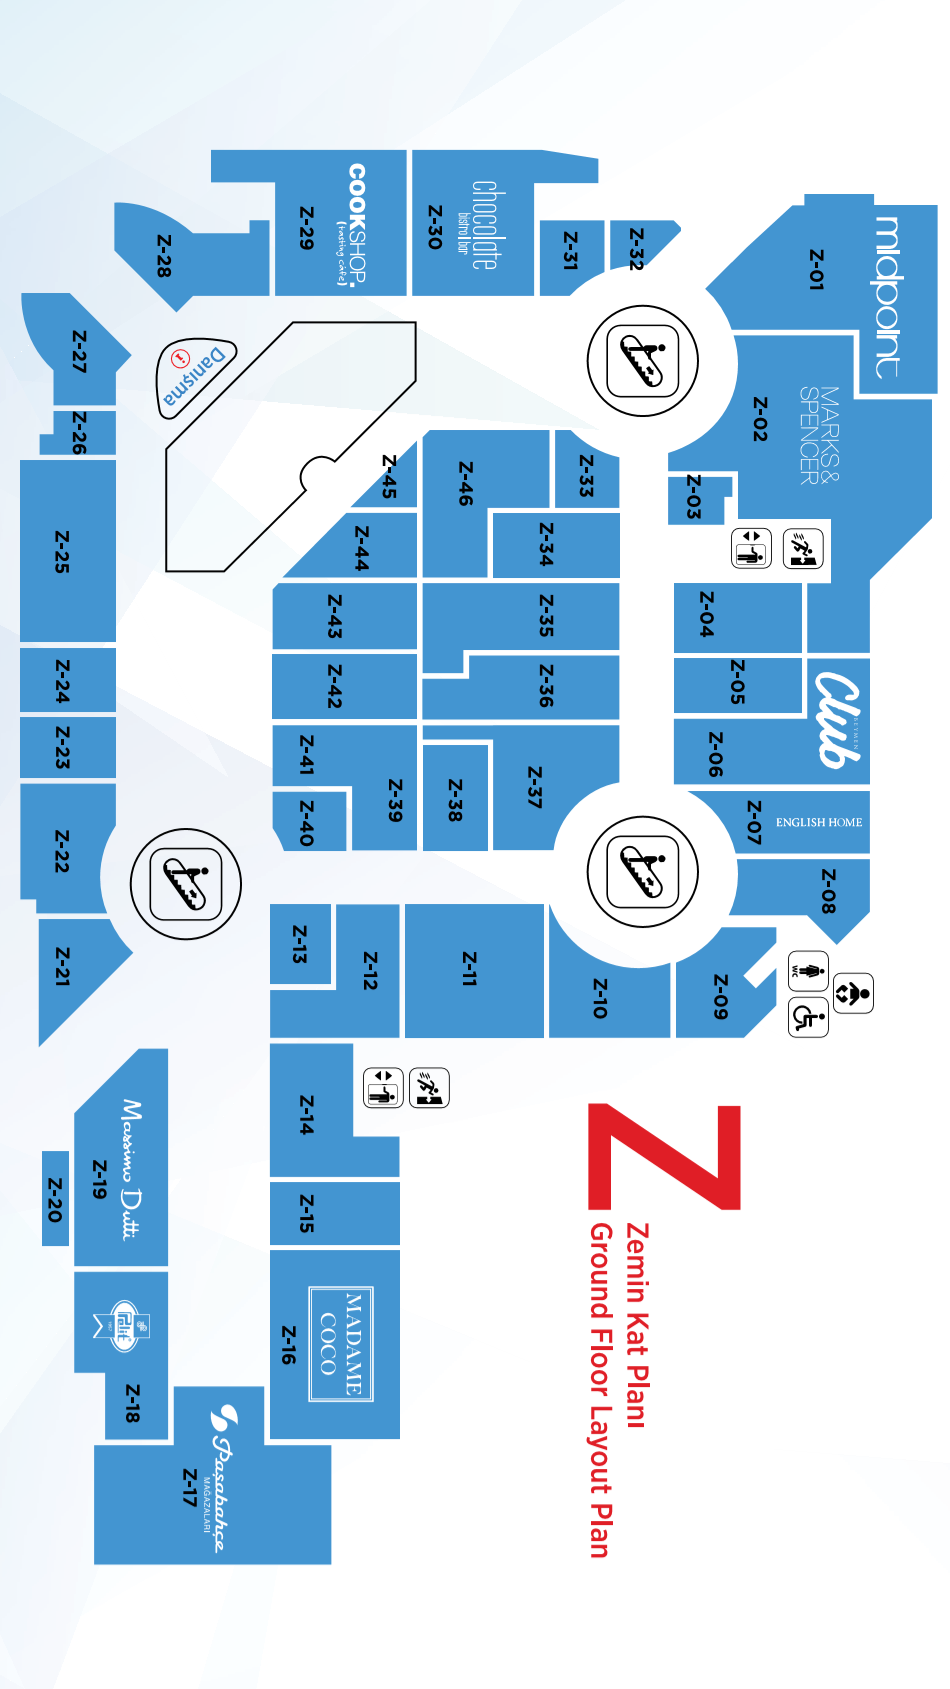 Z
Zemin Kat Planı
Ground Floor Layout Plan
midpoint
Z-01
MARKS &
SPENCER
Z-02
Z-03
Z-04
Z-05
Club
BEYMEN
Z-06
ENGLISH HOME
Z-07
Z-08
WC
Z-09
Z-10
Z-11
Z-12
Z-13
Z-14
Z-15
MADAME
COCO
Z-16
Paşabahçe
MAĞAZALARI
Z-17
Z-18
Massimo Dutti
Z-19
Z-20
Z-21
Z-22
Z-23
Z-24
Z-25
Z-26
Z-27
Z-28
Danışma
i
COOKSHOP.
(tasting cafe)
Z-29
chocolate
bistro bar
Z-30
Z-31
Z-32
Z-33
Z-34
Z-35
Z-36
Z-37
Z-38
Z-39
Z-40
Z-41
Z-42
Z-43
Z-44
Z-45
Z-46